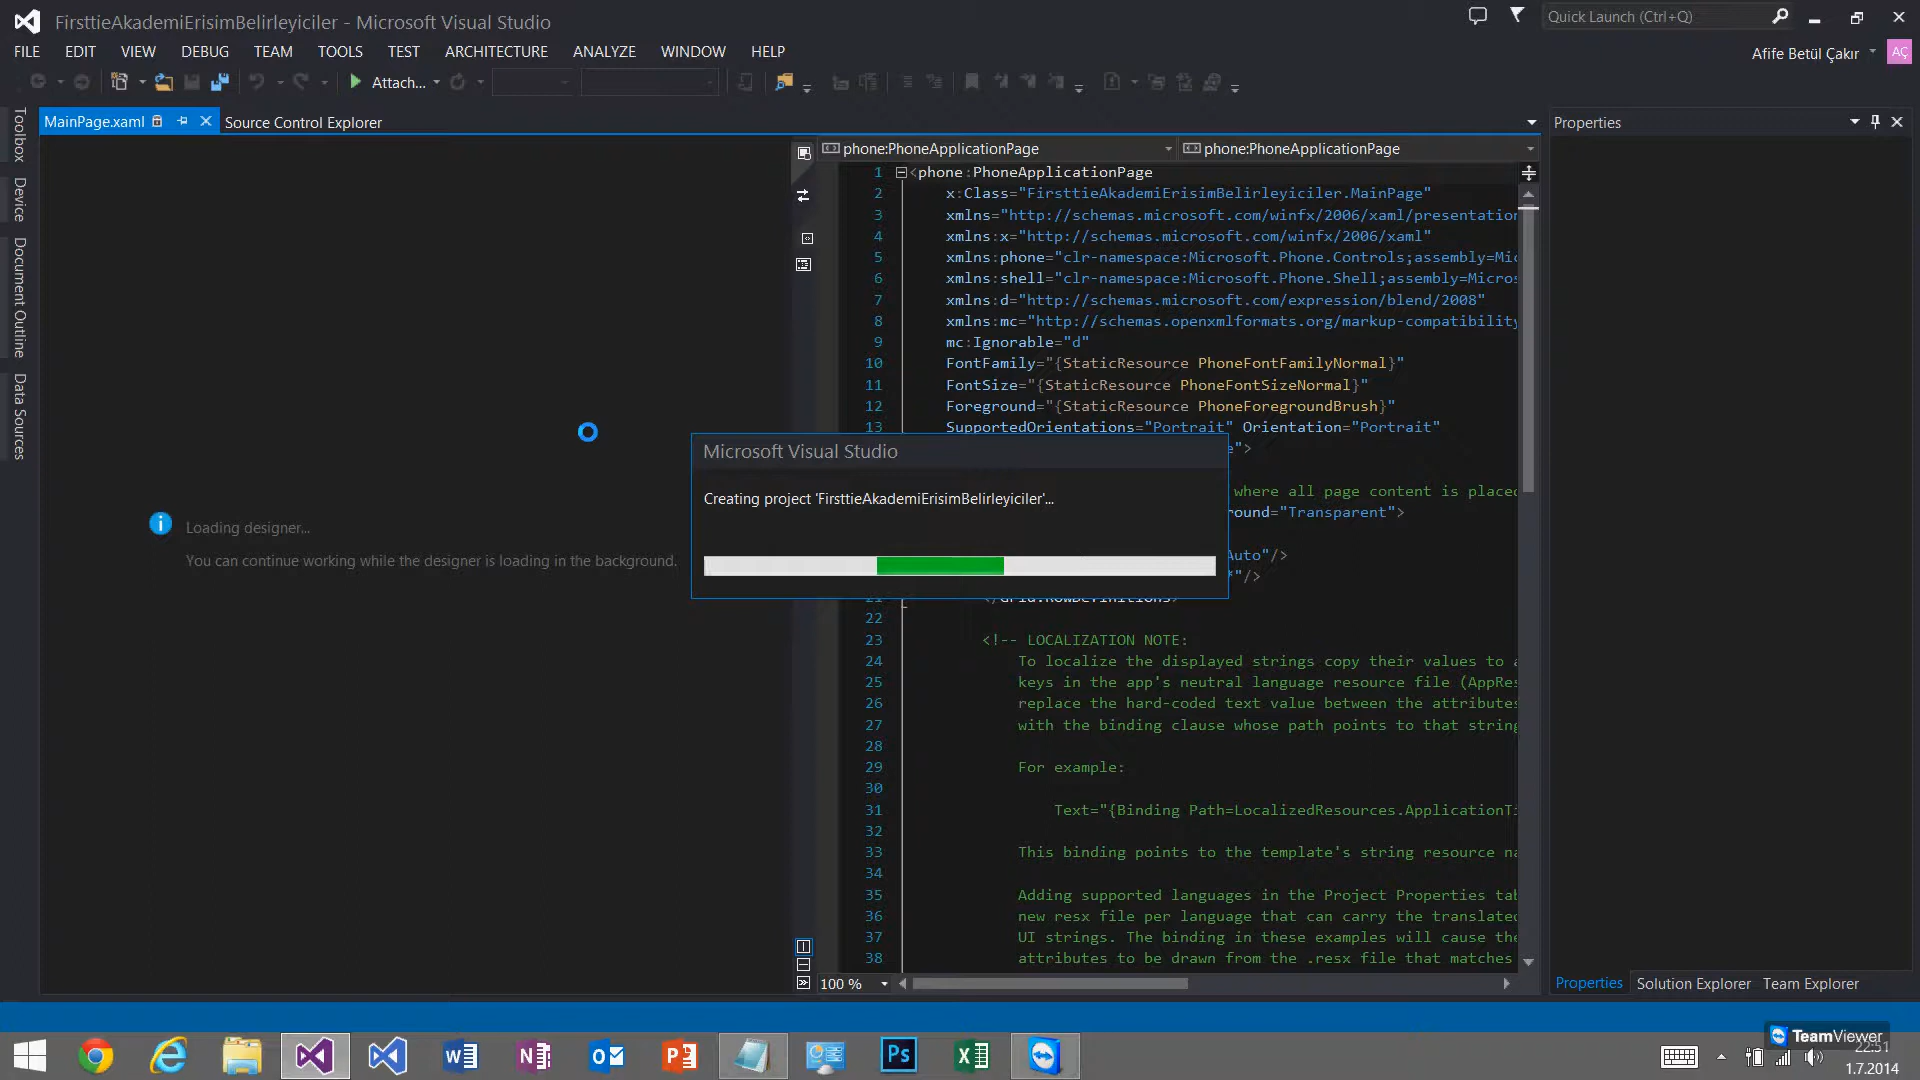 FirsttieAkademiErisimBelirleyiciler - Microsoft Visual Studio
Quick Launch (Ctrl+Q)
FILE EDIT VIEW DEBUG TEAM TOOLS TEST ARCHITECTURE ANALYZE WINDOW HELP
Afife Betül Çakır AÇ
Attach...
Toolbox
Device
Document Outline
Data Sources
MainPage.xaml
Source Control Explorer
Properties
phone:PhoneApplicationPage
phone:PhoneApplicationPage
1 <phone:PhoneApplicationPage
2 x:Class="FirsttieAkademiErisimBelirleyiciler.MainPage"
3 xmlns="http://schemas.microsoft.com/winfx/2006/xaml/presentation
4 xmlns:x="http://schemas.microsoft.com/winfx/2006/xaml"
5 xmlns:phone="clr-namespace:Microsoft.Phone.Controls;assembly=Mic
6 xmlns:shell="clr-namespace:Microsoft.Phone.Shell;assembly=Micros
7 xmlns:d="http://schemas.microsoft.com/expression/blend/2008"
8 xmlns:mc="http://schemas.openxmlformats.org/markup-compatibility
9 mc:Ignorable="d"
10 FontFamily="{StaticResource PhoneFontFamilyNormal}"
11 FontSize="{StaticResource PhoneFontSizeNormal}"
12 Foreground="{StaticResource PhoneForegroundBrush}"
13 SupportedOrientations="Portrait" Orientation="Portrait"
e">
where all page content is placed
ound="Transparent">
Auto"/>
*"/>
21 </Grid.RowDefinitions>
22
23 <!-- LOCALIZATION NOTE:
24 To localize the displayed strings copy their values to a
25 keys in the app's neutral language resource file (AppRes
26 replace the hard-coded text value between the attributes
27 with the binding clause whose path points to that string
28
29 For example:
30
31 Text="{Binding Path=LocalizedResources.ApplicationTi
32
33 This binding points to the template's string resource na
34
35 Adding supported languages in the Project Properties tab
36 new resx file per language that can carry the translated
37 UI strings. The binding in these examples will cause the
38 attributes to be drawn from the .resx file that matches
Microsoft Visual Studio
Creating project 'FirsttieAkademiErisimBelirleyiciler'...
Loading designer...
You can continue working while the designer is loading in the background.
100 %
Properties Solution Explorer Team Explorer
TeamViewer
22:51
1.7.2014